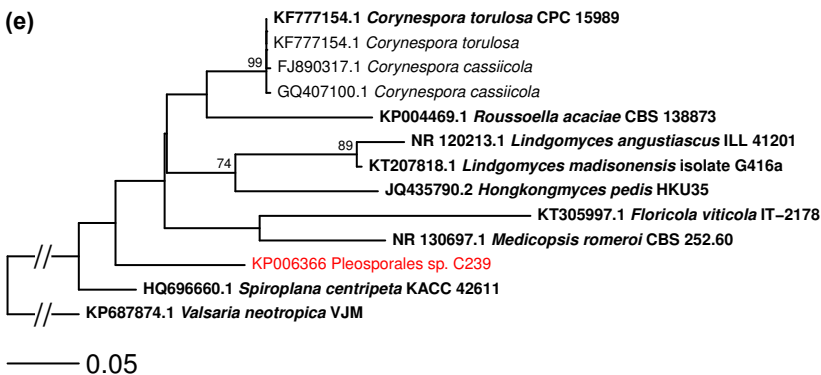 (e)
KF777154.1 Corynespora torulosa CPC 15989
KF777154.1 Corynespora torulosa
99
FJ890317.1 Corynespora cassiicola
GQ407100.1 Corynespora cassiicola
KP004469.1 Roussoella acaciae CBS 138873
NR 120213.1 Lindgomyces angustiascus ILL 41201
89
KT207818.1 Lindgomyces madisonensis isolate G416a
74
JQ435790.2 Hongkongmyces pedis HKU35
KT305997.1 Floricola viticola IT−2178
NR 130697.1 Medicopsis romeroi CBS 252.60
KP006366 Pleosporales sp. C239
HQ696660.1 Spiroplana centripeta KACC 42611
KP687874.1 Valsaria neotropica VJM
0.05